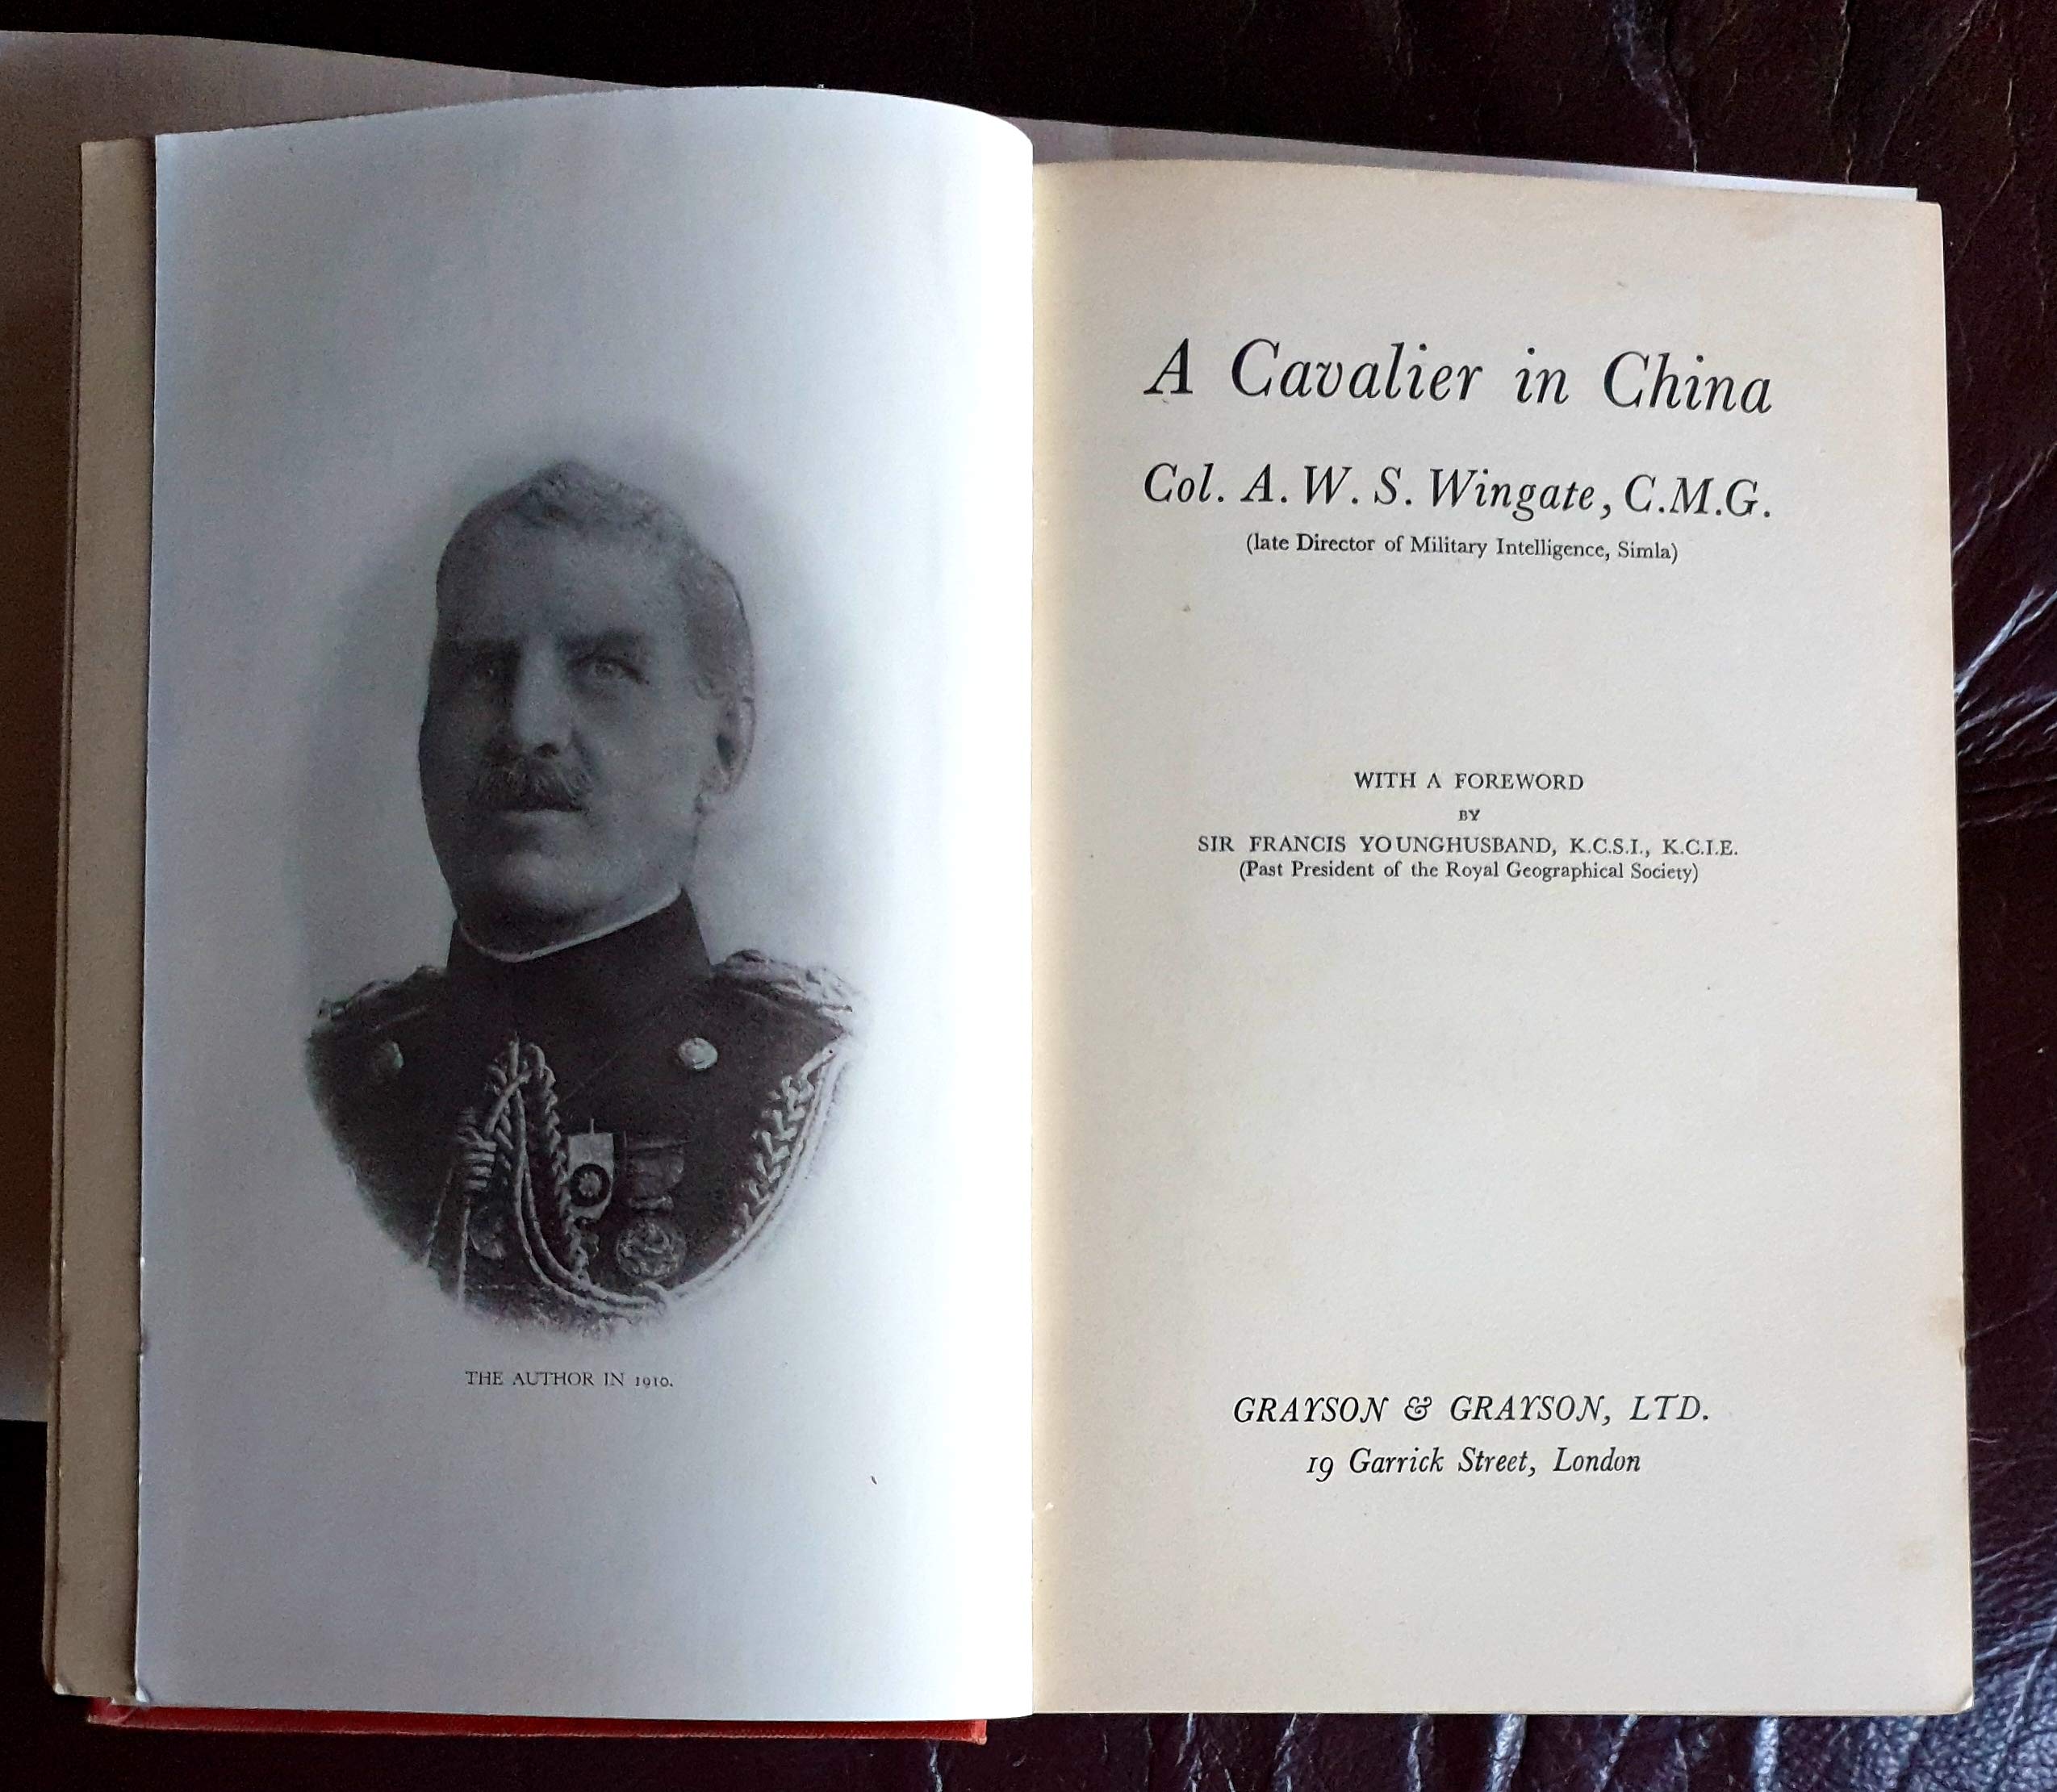 THE AUTHOR IN 1910.
A Cavalier in China
Col. A. W. S. Wingate, C.M.G.
(late Director of Military Intelligence, Simla)
WITH A FOREWORD
BY
SIR FRANCIS YOUNGHUSBAND, K.C.S.I., K.C.I.E.
(Past President of the Royal Geographical Society)
GRAYSON & GRAYSON, LTD.
19 Garrick Street, London